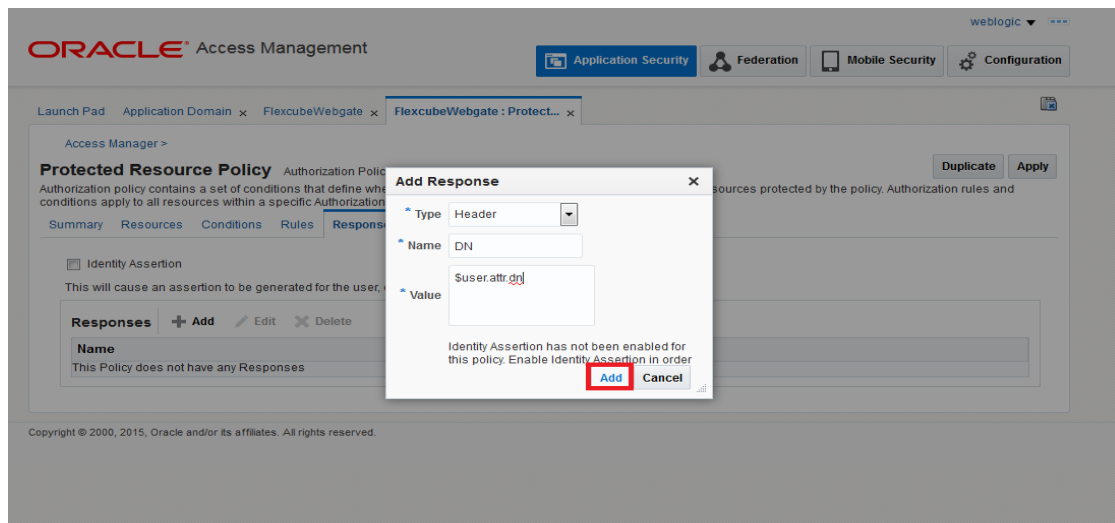 weblogic
ORACLE Access Management
Application Security
Federation
Mobile Security
Configuration
Launch Pad
Application Domain
FlexcubeWebgate
FlexcubeWebgate : Protect...
Access Manager >
Protected Resource Policy Authorization Polic
Duplicate
Apply
Authorization policy contains a set of conditions that define whe
sources protected by the policy. Authorization rules and
conditions apply to all resources within a specific Authorization
Summary
Resources
Conditions
Rules
Respons
Identity Assertion
This will cause an assertion to be generated for the user,
Responses
Add
Edit
Delete
Name
This Policy does not have any Responses
Add Response
* Type Header
* Name DN
* Value $user.attr.dn
Identity Assertion has not been enabled for
this policy. Enable Identity Assertion in order
Add
Cancel
Copyright © 2000, 2015, Oracle and/or its affiliates. All rights reserved.